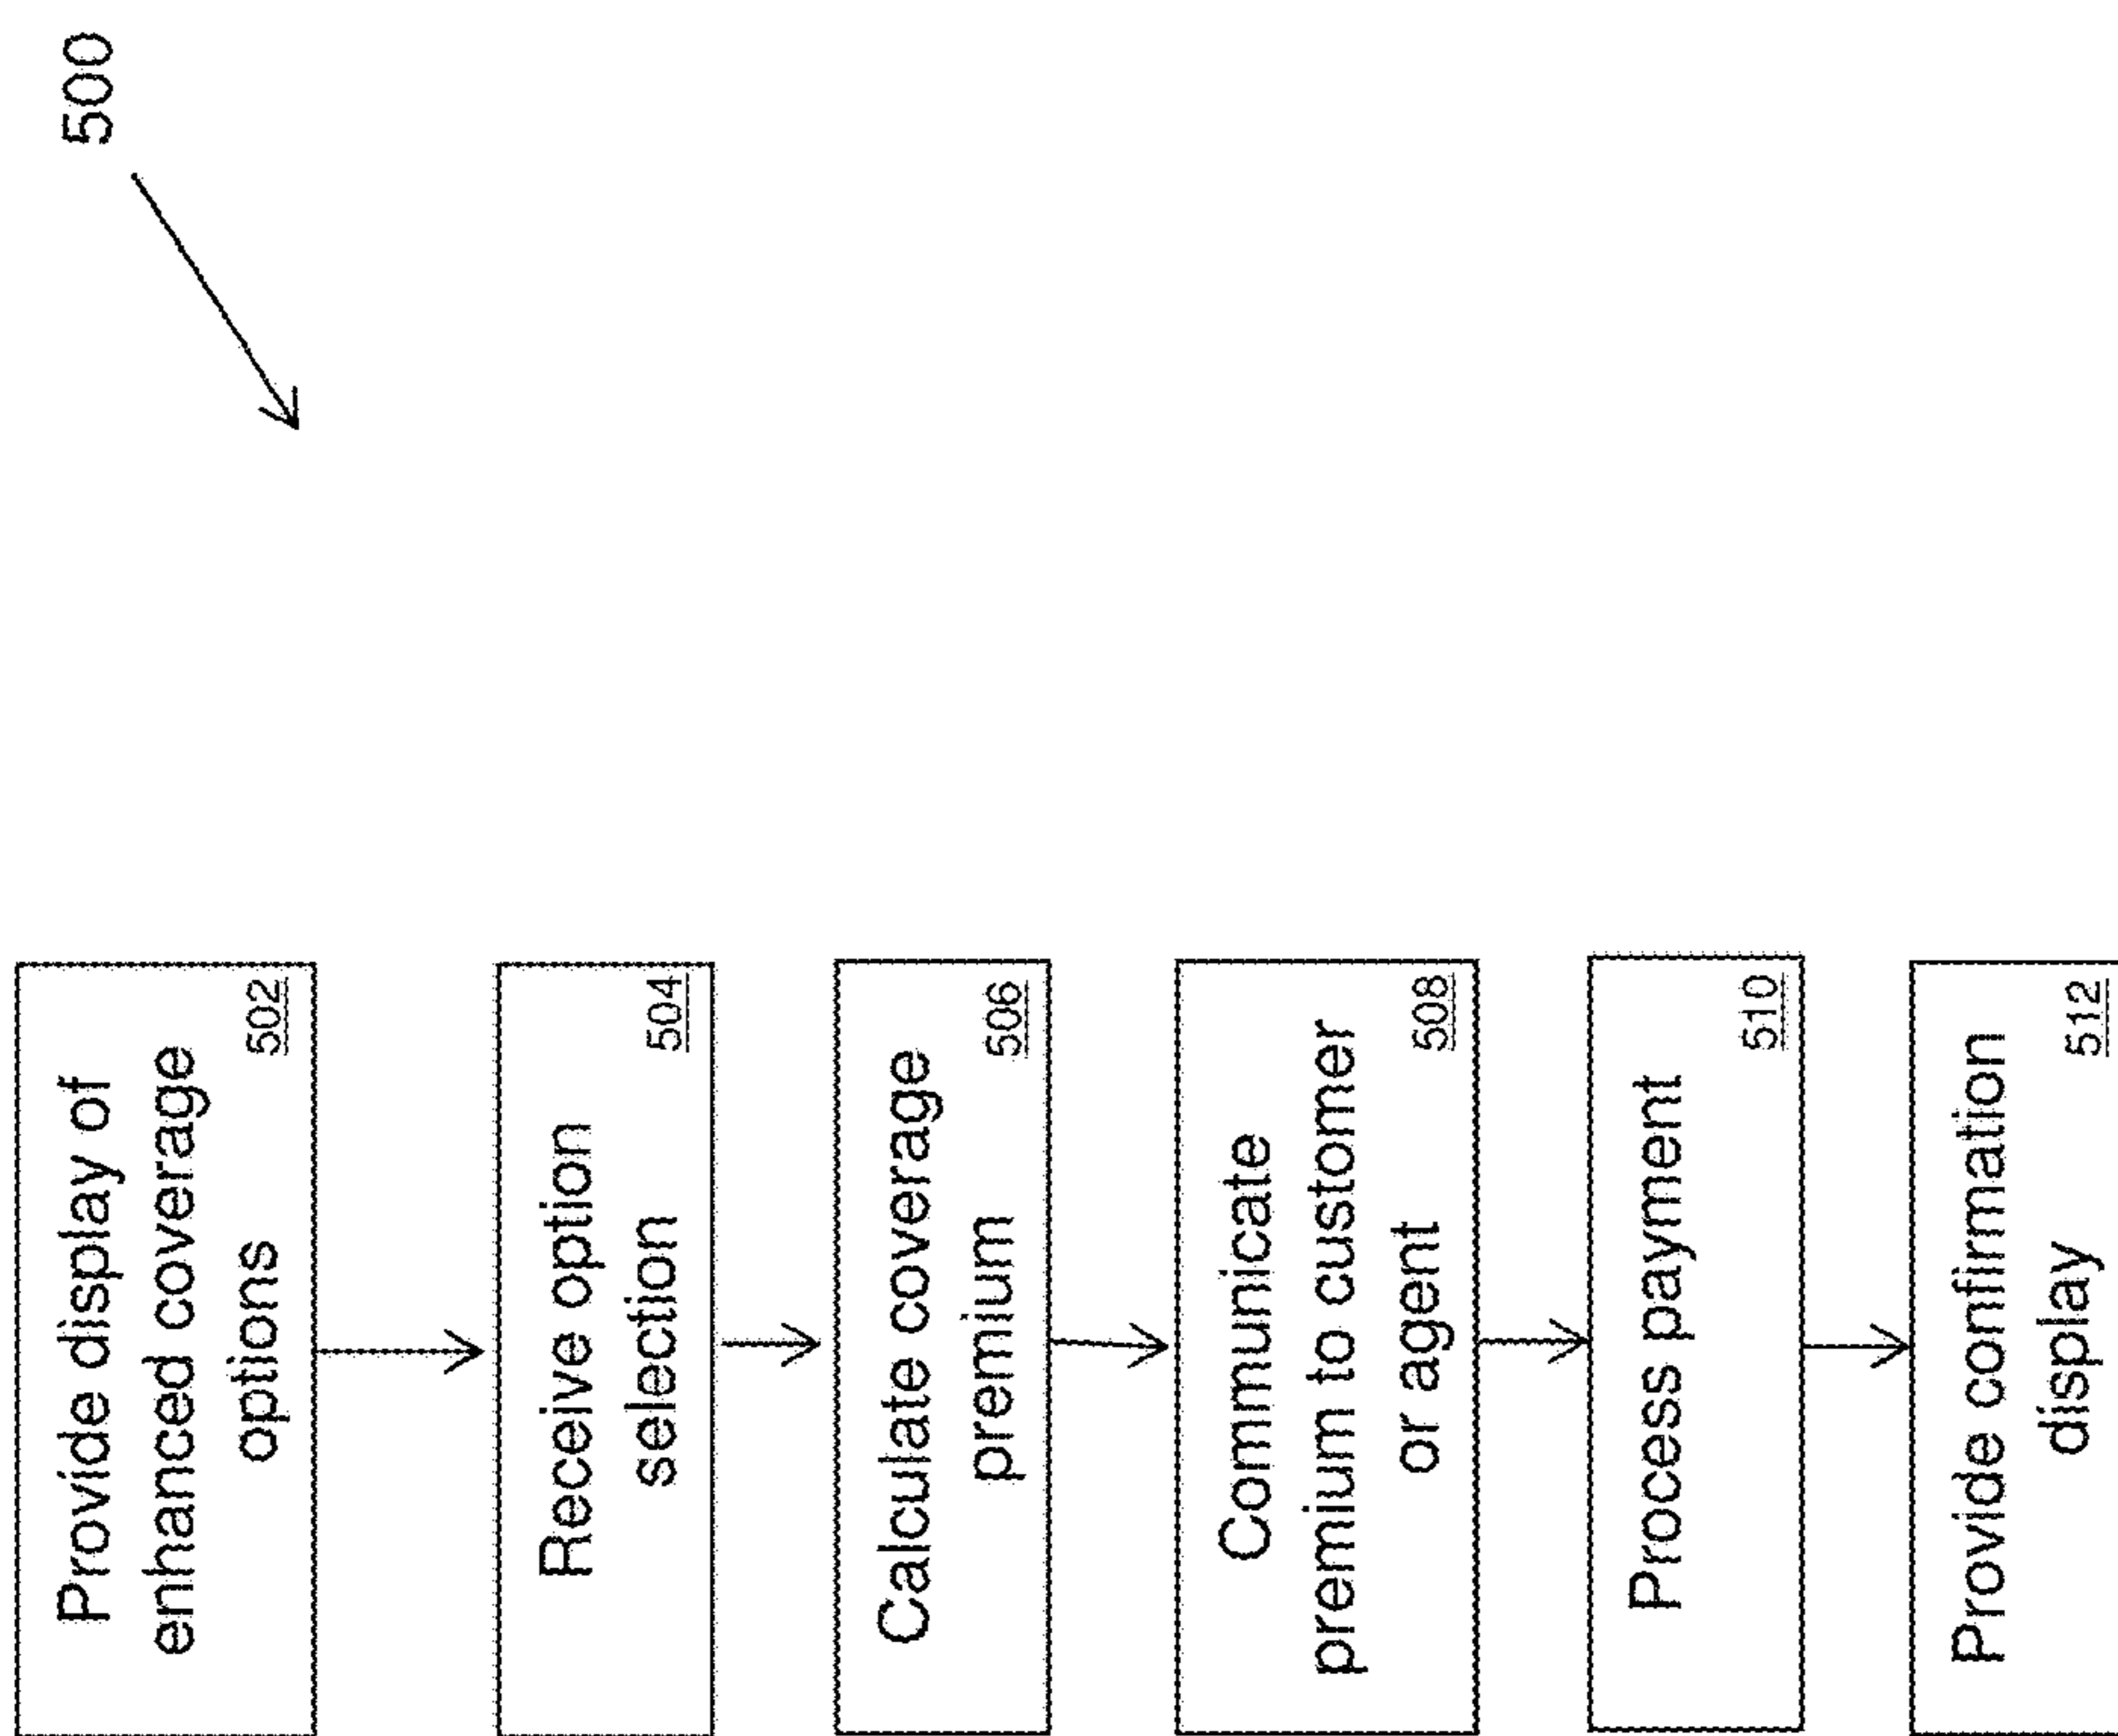 500
Provide display of
enhanced coverage
options
502
Receive option
selection
504
Calculate coverage
premium
506
Communicate
premium to customer
or agent
508
Process payment
510
Provide confirmation
display
512